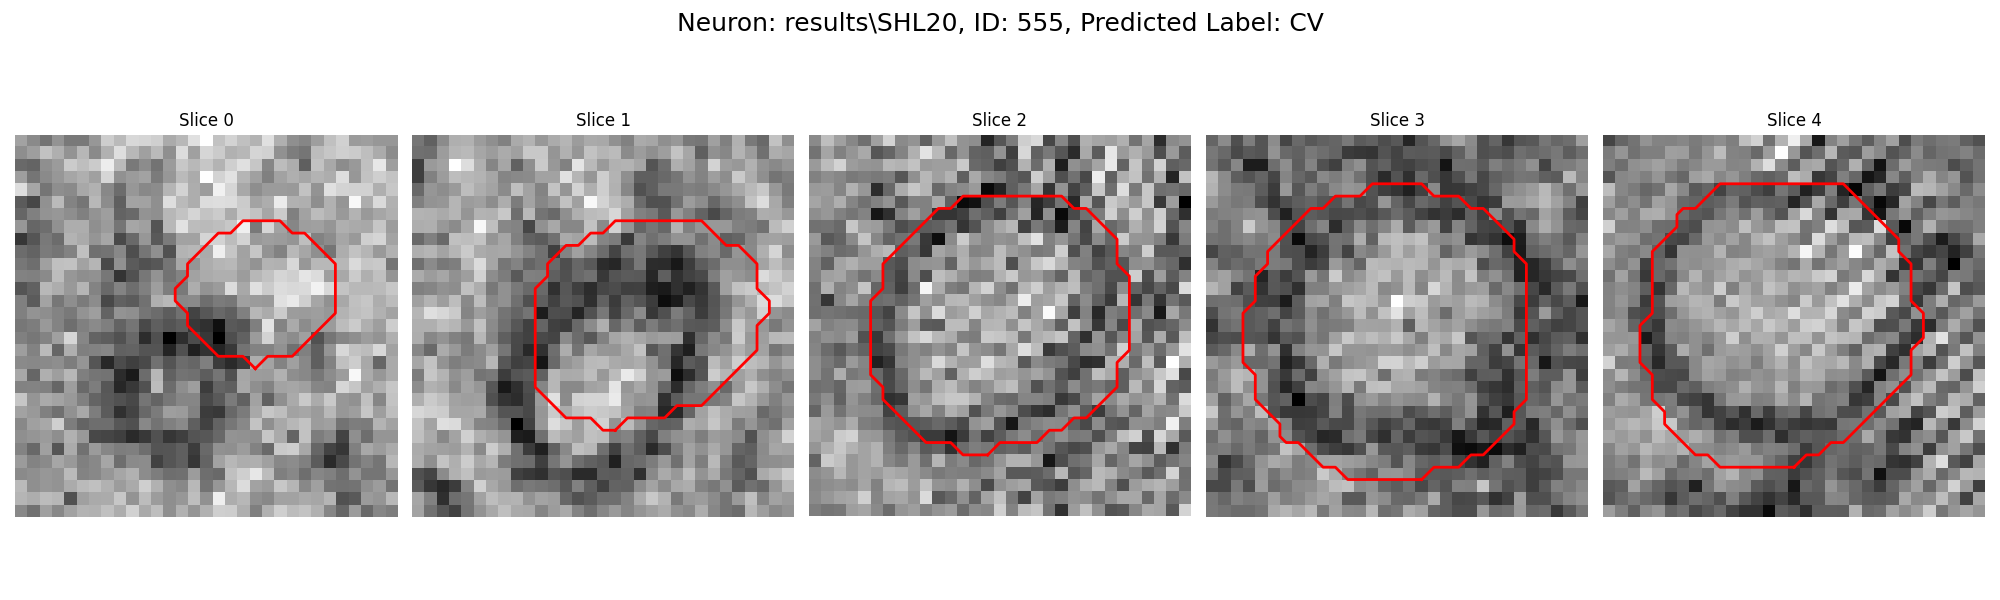 Neuron: results\SHL20, ID: 555, Predicted Label: CV
Slice 0
Slice 1
Slice 2
Slice 3
Slice 4